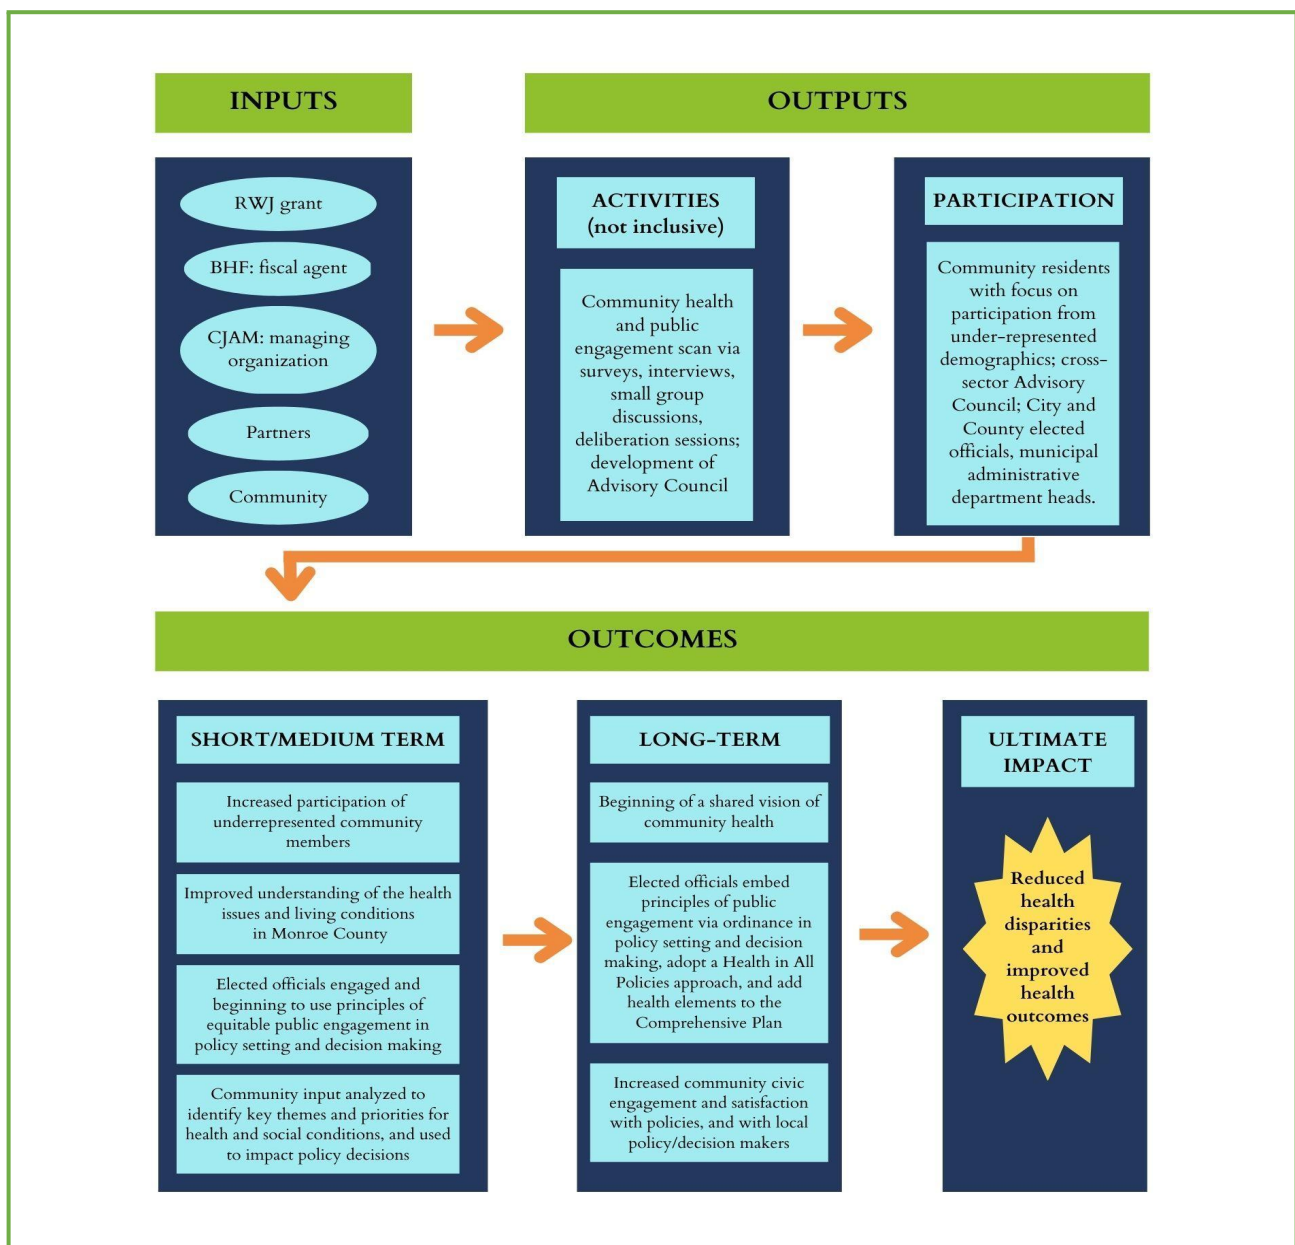 INPUTS
OUTPUTS
RWJ grant
BHF: fiscal agent
CJAM: managing
organization
Partners
Community
ACTIVITIES
(not inclusive)
Community health
and public
engagement scan via
surveys, interviews,
small group
discussions,
deliberation sessions;
development of
Advisory Council
PARTICIPATION
Community residents
with focus on
participation from
under-represented
demographics; cross-
sector Advisory
Council; City and
County elected
officials, municipal
administrative
department heads.
OUTCOMES
SHORT/MEDIUM TERM
Increased participation of
underrepresented community
members
Improved understanding of the health
issues and living conditions
in Monroe County
Elected officials engaged and
beginning to use principles of
equitable public engagement in
policy setting and decision making
Community input analyzed to
identify key themes and priorities for
health and social conditions, and used
to impact policy decisions
LONG-TERM
Beginning of a shared vision of
community health
Elected officials embed
principles of public
engagement via ordinance in
policy setting and decision
making, adopt a Health in All
Policies approach, and add
health elements to the
Comprehensive Plan
Increased community civic
engagement and satisfaction
with policies, and with local
policy/decision makers
ULTIMATE
IMPACT
Reduced
health
disparities
and
improved
health
outcomes